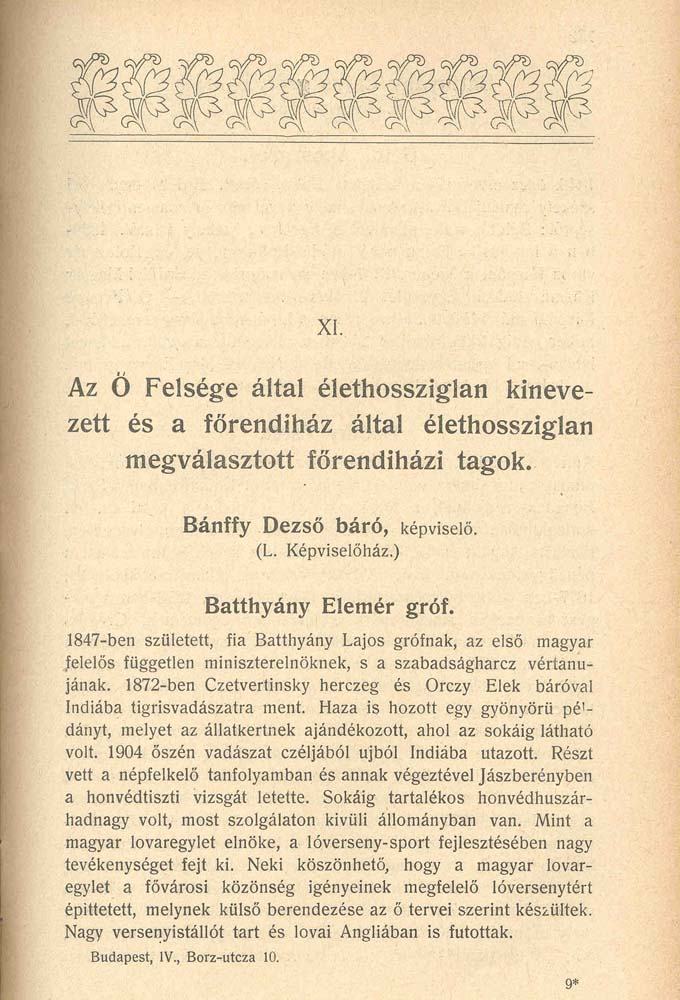 XI.
Az Ő Felsége által élethossziglan kineve-
zett és a főrendiház által élethossziglan
megválasztott főrendiházi tagok.
Bánffy Dezső báró, képviselő.
(L. Képviselőház.)
Batthyány Elemér gróf.
1847-ben született, fia Batthyány Lajos grófnak, az első magyar
felelős független miniszterelnöknek, s a szabadságharcz vértanu-
jának. 1872-ben Czetvertinsky herczeg és Orczy Elek báróval
Indiába tigrisvadászatra ment. Haza is hozott egy gyönyörü pél-
dányt, melyet az állatkertnek ajándékozott, ahol az sokáig látható
volt. 1904 őszén vadászat czéljából ujból Indiába utazott. Részt
vett a népfelkelő tanfolyamban és annak végeztével Jászberényben
a honvédtiszti vizsgát letette. Sokáig tartalékos honvédhuszár-
hadnagy volt, most szolgálaton kivüli állományban van. Mint a
magyar lovaregylet elnöke, a lóverseny-sport fejlesztésében nagy
tevékenységet fejt ki. Neki köszönhető, hogy a magyar lovar-
egylet a fővárosi közönség igényeinek megfelelő lóversenytért
épittetett, melynek külső berendezése az ő tervei szerint készültek.
Nagy versenyistállót tart és lovai Angliában is futottak.
Budapest, IV., Borz-utcza 10.
9*